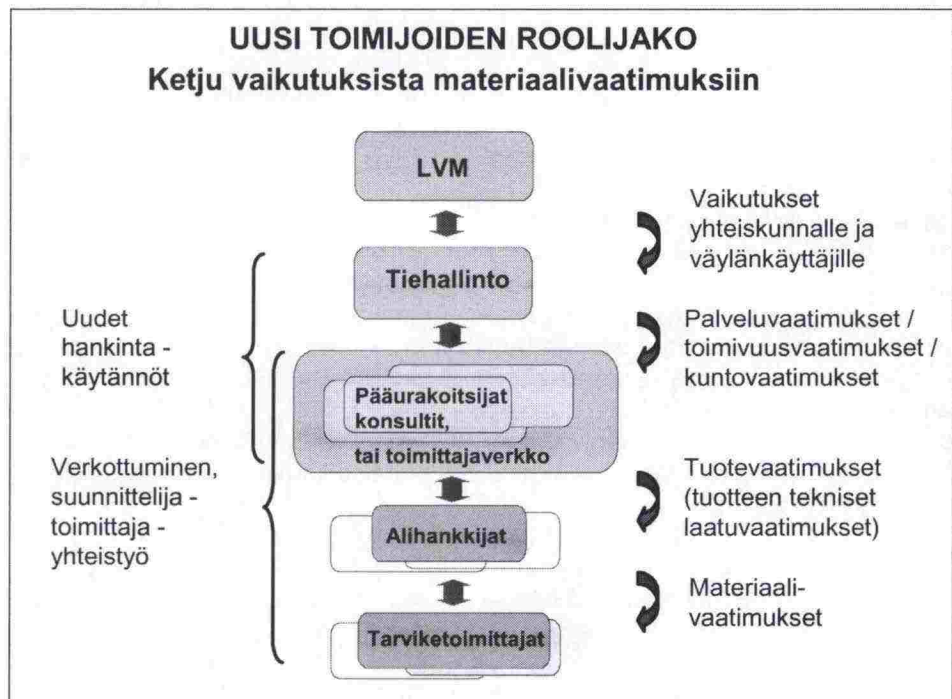 UUSI TOIMIJOIDEN ROOLIJAKO
Ketju vaikutuksista materiaalivaatimuksiin
LVM
Vaikutukset
yhteiskunnalle ja
väylänkäyttäjille
Tiehallinto
Uudet
hankinta -
käytännöt
Palveluvaatimukset /
toimivuusvaatimukset /
kuntovaatimukset
Pääurakoitsijat
konsultit,
tai toimittajaverkko
Verkottuminen,
suunnittelija -
toimittaja -
yhteistyö
Tuotevaatimukset
(tuotteen tekniset
laatuvaatimukset)
Alihankkijat
Materiaali-
vaatimukset
Tarviketoimittajat